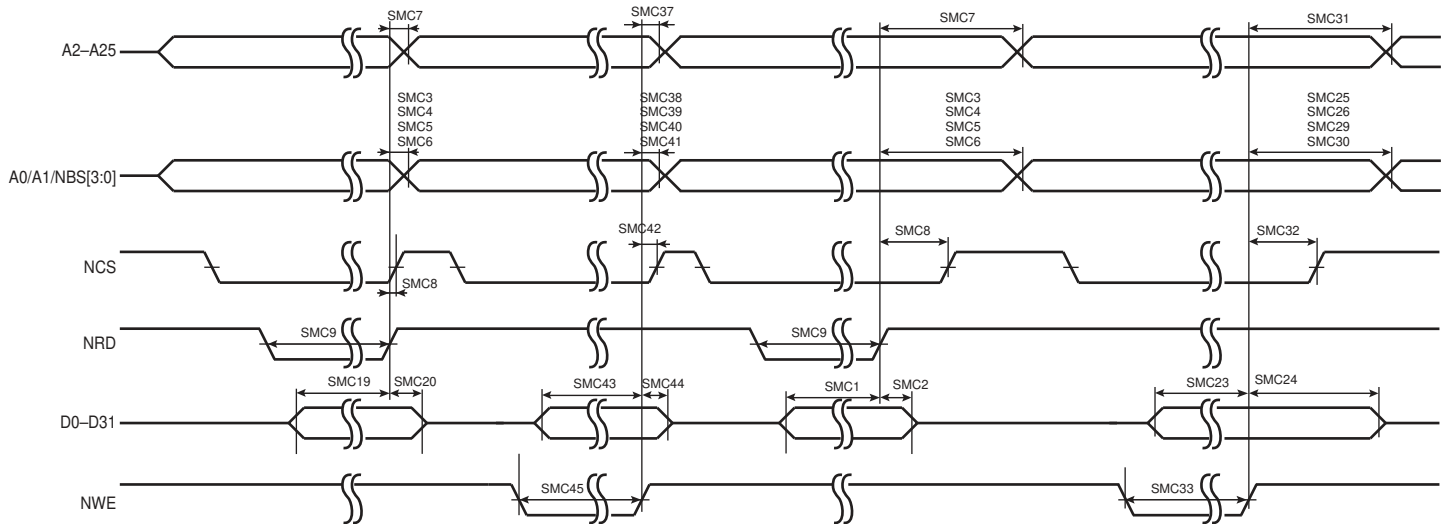 SMC7 SMC37 SMC7 SMC31
A2–A25
SMC3 SMC38 SMC3 SMC25
SMC4 SMC39 SMC4 SMC26
SMC5 SMC40 SMC5 SMC29
SMC6 SMC41 SMC6 SMC30
A0/A1/NBS[3:0]
SMC42 SMC8 SMC32
NCS
SMC8
NRD SMC9 SMC9
SMC19 SMC20 SMC43 SMC44 SMC1 SMC2 SMC23 SMC24
D0–D31
NWE SMC45 SMC33